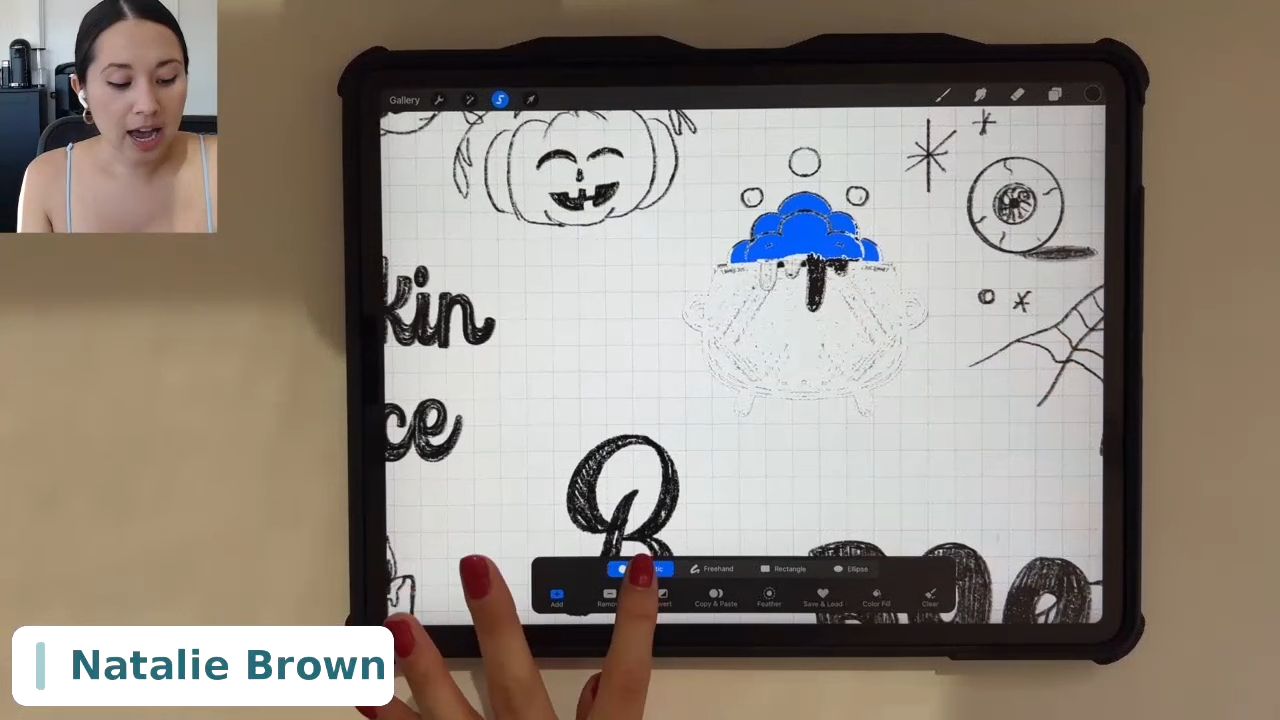 Gallery
kin
ce
B
Freehand
Rectangle
Ellipse
Add
Copy & Paste
Feather
Save & Load
Color Fill
Clear
Natalie Brown